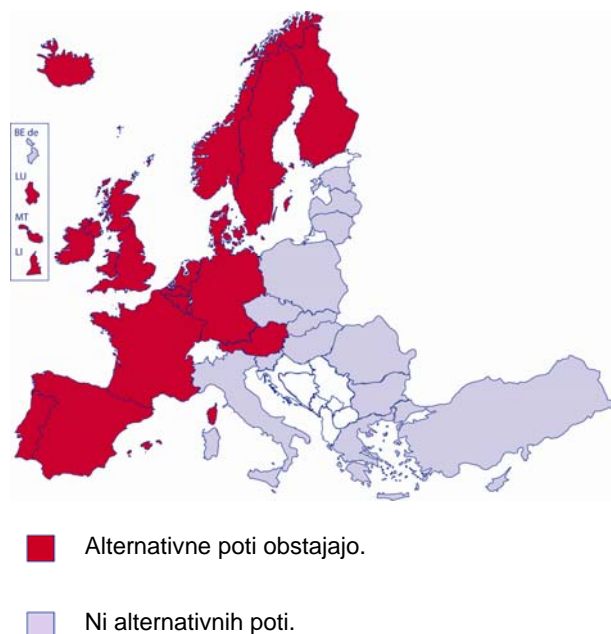 BE de
LU
MT
LI
Alternativne poti obstajajo.
Ni alternativnih poti.